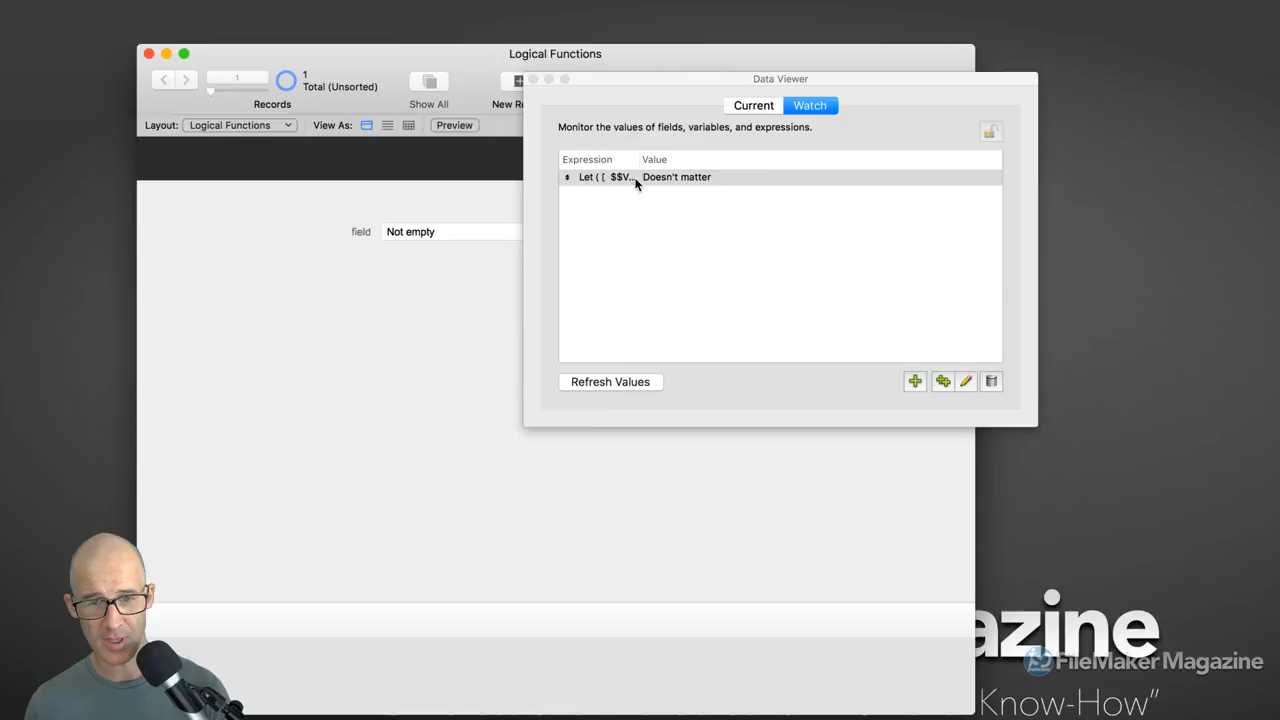 Logical Functions
1
1
Total (Unsorted)
Records
Show All
New Re
Layout:
Logical Functions
View As:
Preview
field
Not empty
Data Viewer
Current
Watch
Monitor the values of fields, variables, and expressions.
Expression
Value
Let ( [ $$V...
Doesn't matter
Refresh Values
azine
FileMaker Magazine
Know-How”